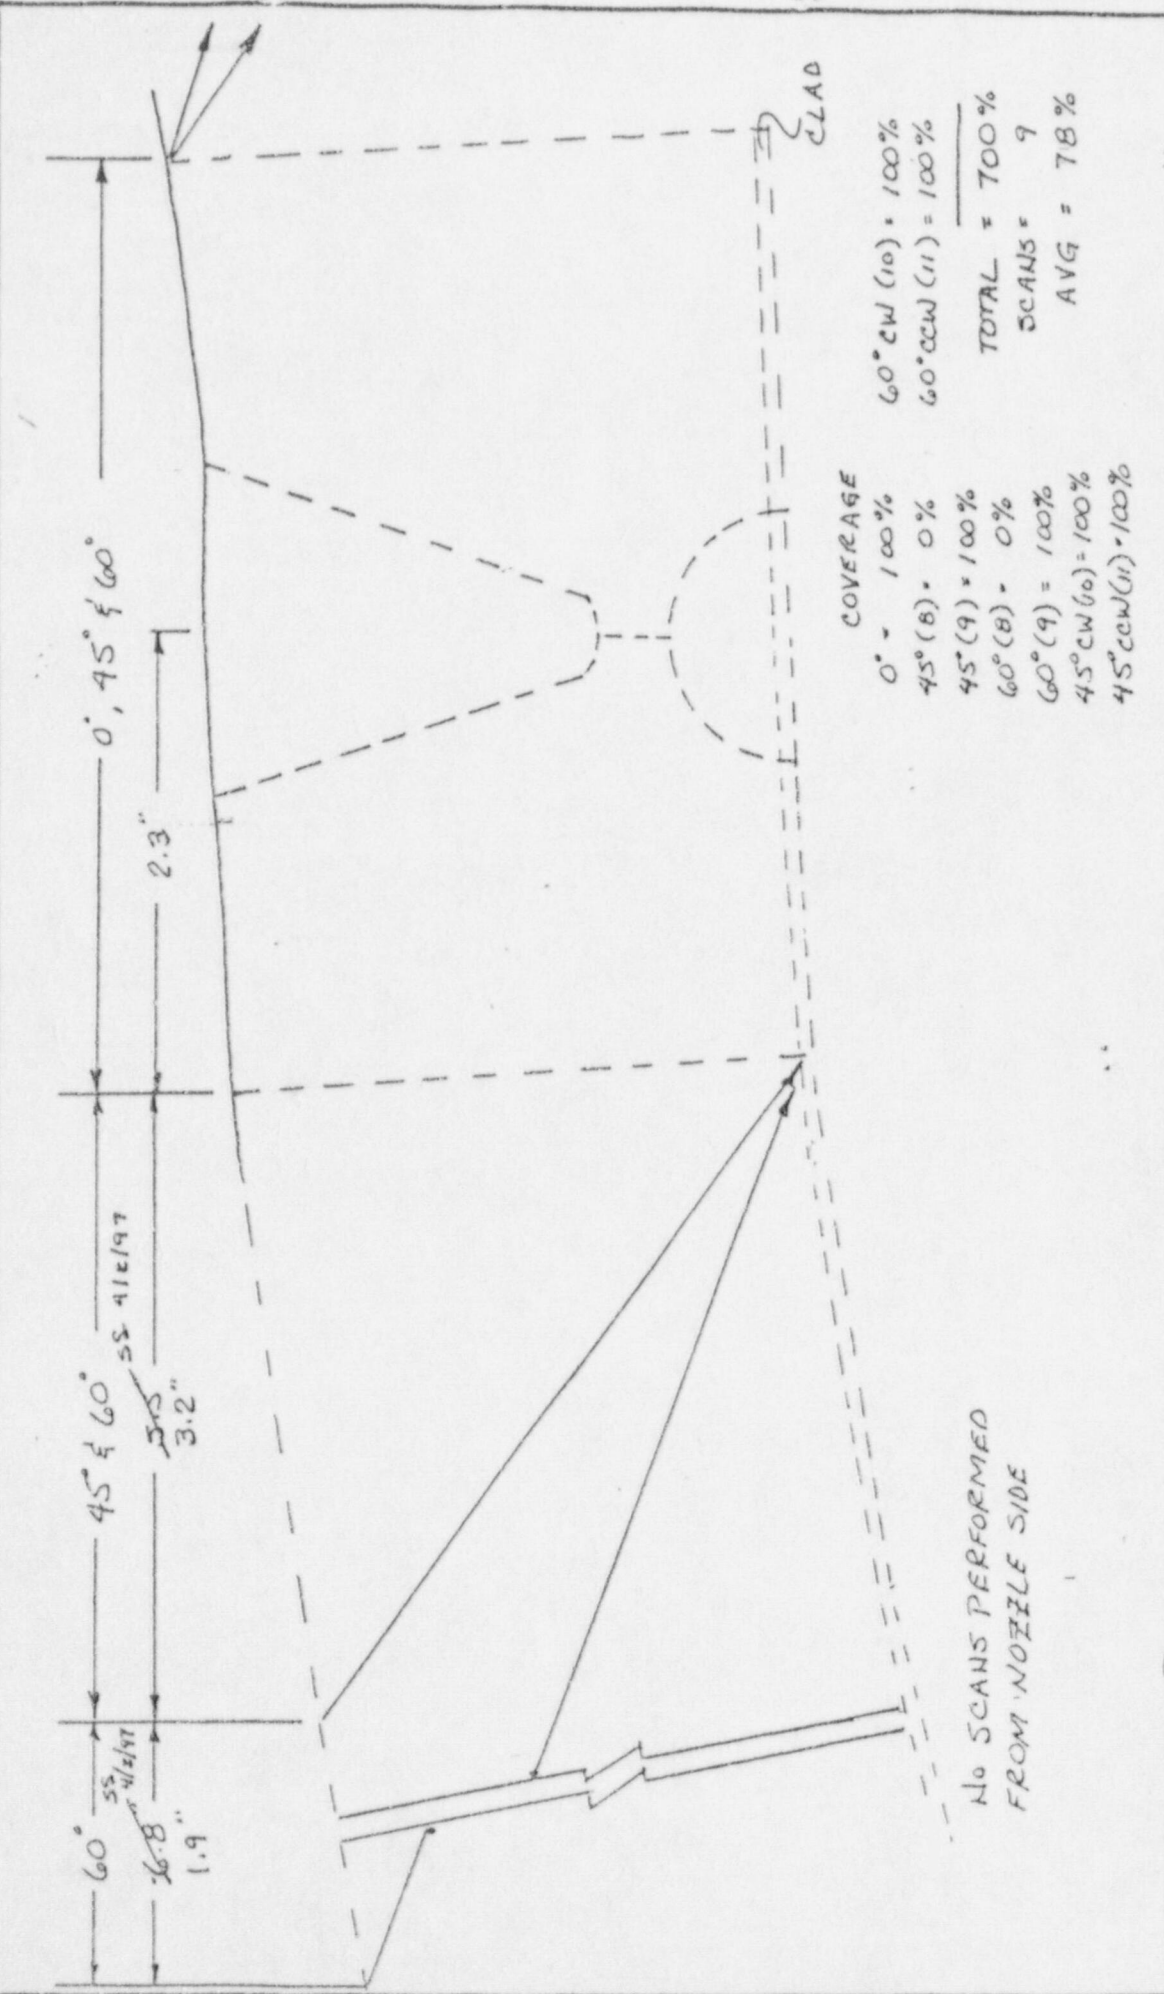 60°
45° & 60°
0°, 45° & 60°
SS 4/2/97
SS 4/2/97
6.8"
1.9"
3.2"
2.3"
CLAD
COVERAGE
0° = 100%
45° (8) = 0%
45° (9) = 100%
60° (8) = 0%
60° (9) = 100%
45° CW (10) = 100%
45° CCW (11) = 100%
60° CW (10) = 100%
60° CCW (11) = 100%
TOTAL = 700%
SCANS = 9
AVG = 78%
NO SCANS PERFORMED
FROM NOZZLE SIDE